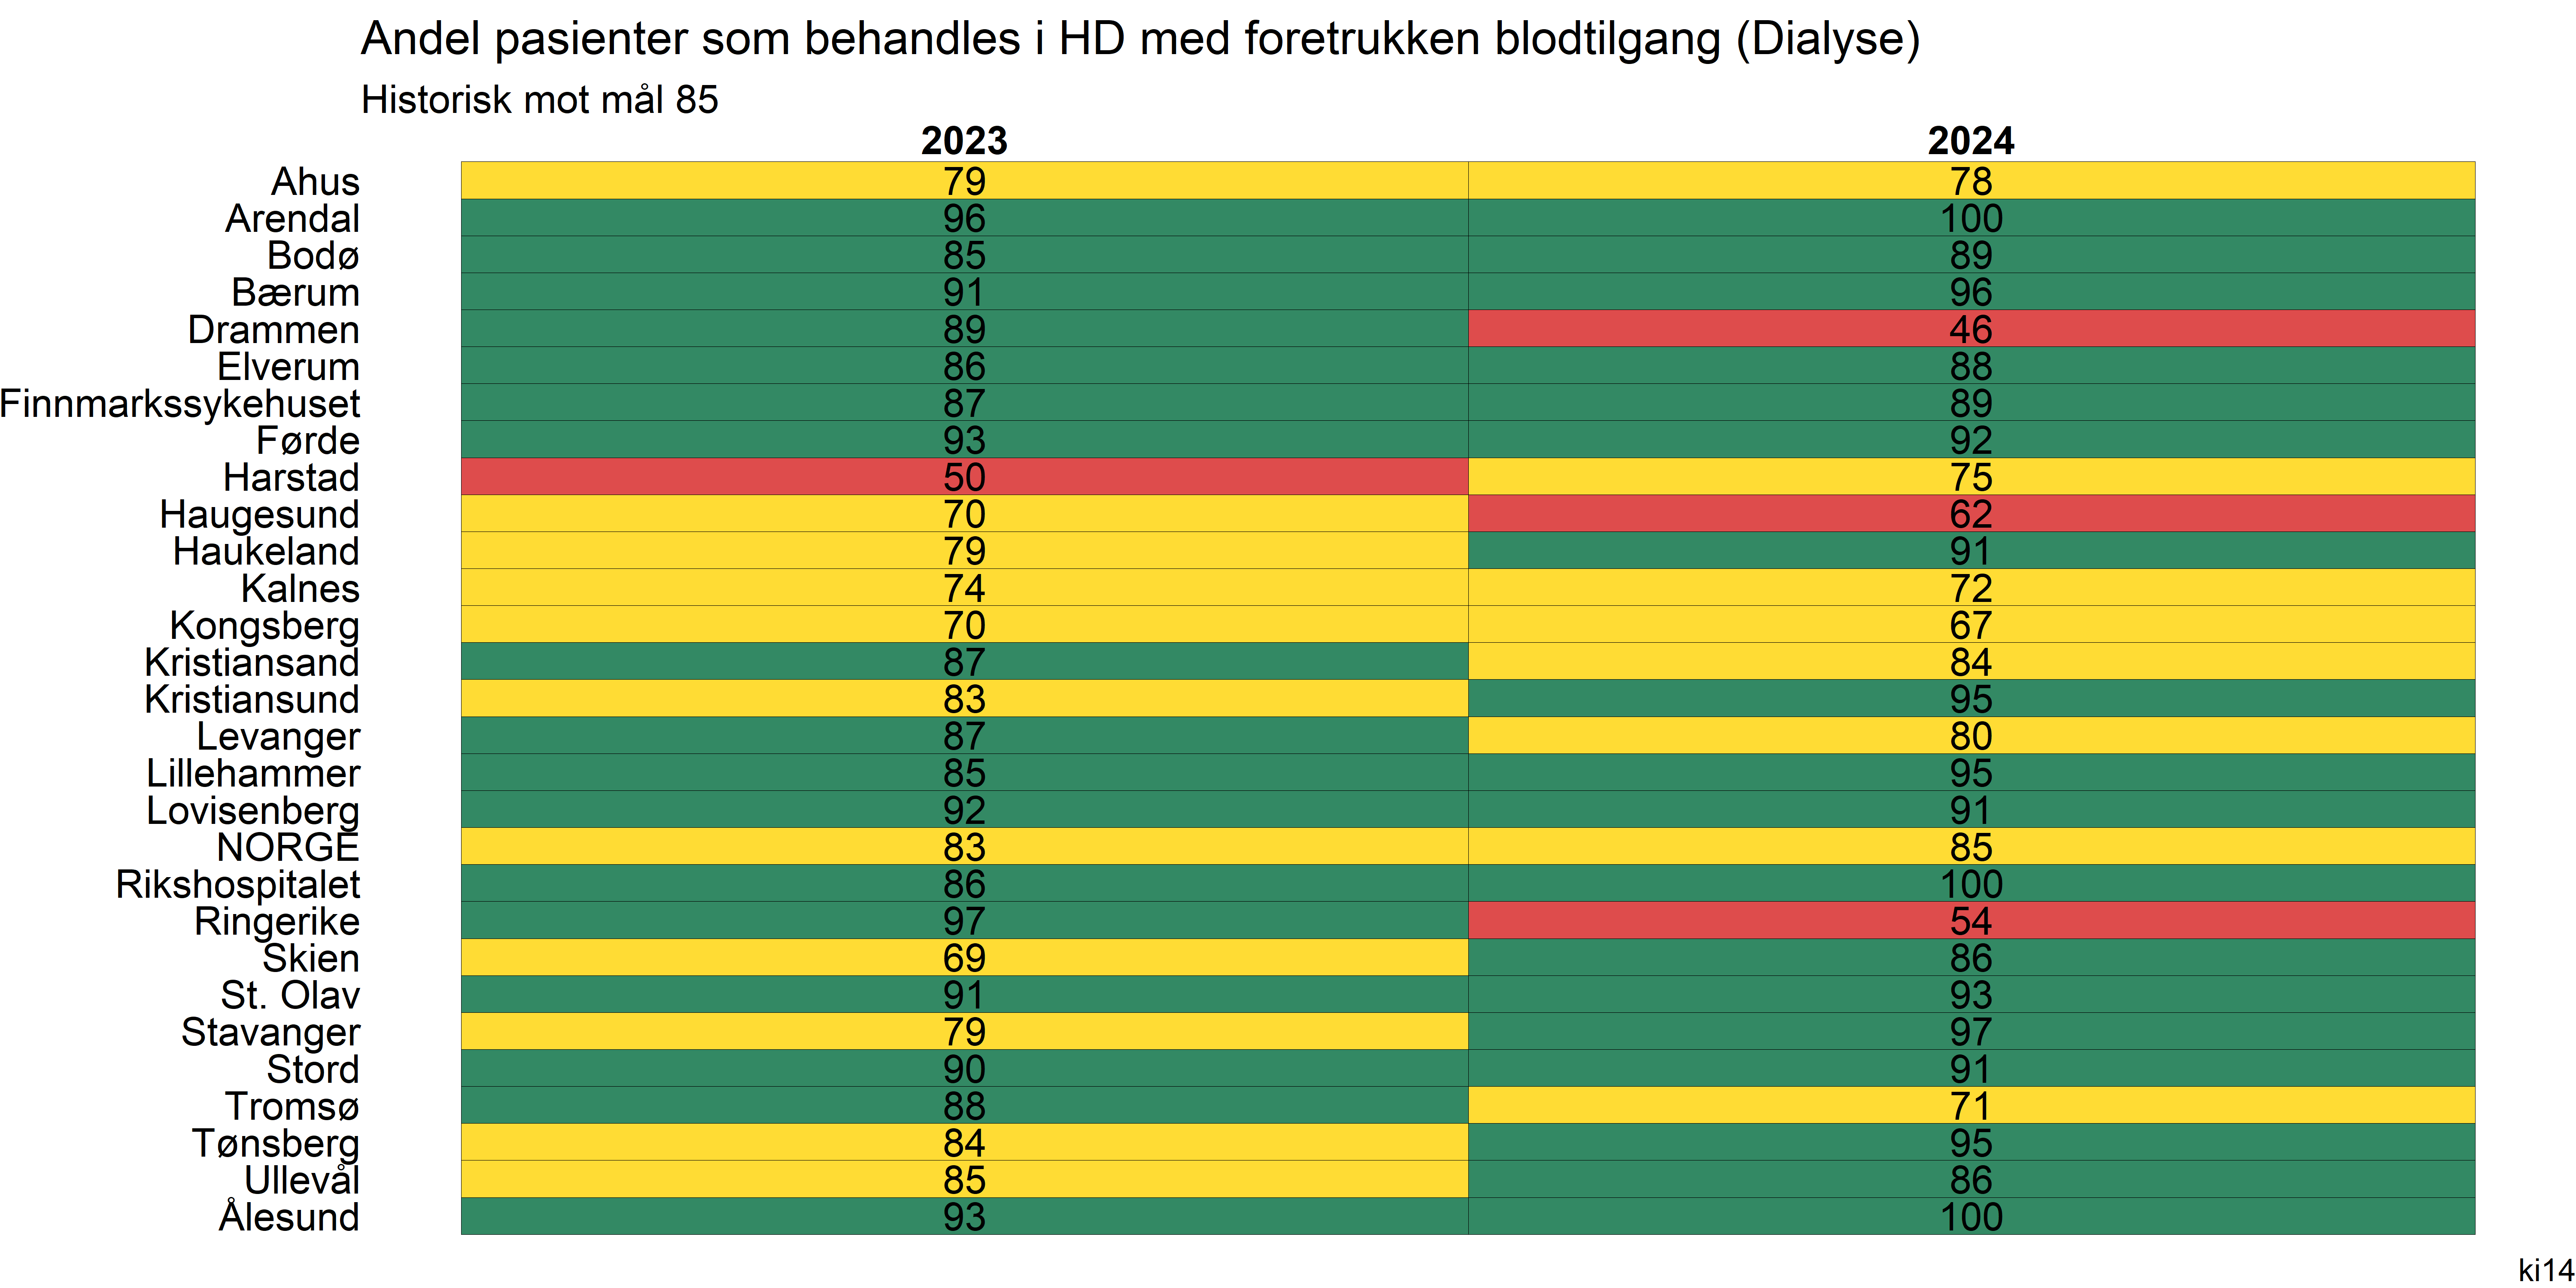 Andel pasienter som behandles i HD med foretrukken blodtilgang (Dialyse)
Historisk mot mål 85
2023 2024
Ahus 79 78
Arendal 96 100
Bodø 85 89
Bærum 91 96
Drammen 89 46
Elverum 86 88
Finnmarkssykehuset 87 89
Førde 93 92
Harstad 50 75
Haugesund 70 62
Haukeland 79 91
Kalnes 74 72
Kongsberg 70 67
Kristiansand 87 84
Kristiansund 83 95
Levanger 87 80
Lillehammer 85 95
Lovisenberg 92 91
NORGE 83 85
Rikshospitalet 86 100
Ringerike 97 54
Skien 69 86
St. Olav 91 93
Stavanger 79 97
Stord 90 91
Tromsø 88 71
Tønsberg 84 95
Ullevål 85 86
Ålesund 93 100
ki14